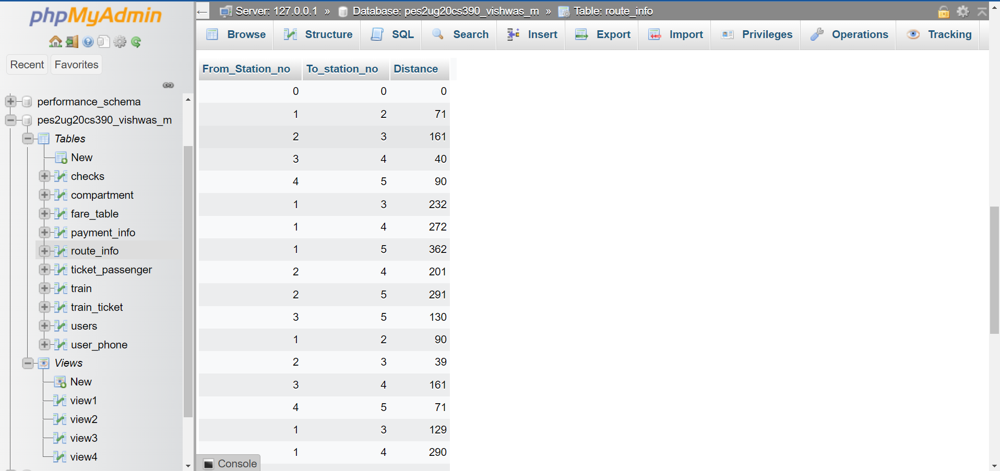 phpMyAdmin
Recent Favorites
performance_schema
pes2ug20cs390_vishwas_m
Tables
New
checks
compartment
fare_table
payment_info
route_info
ticket_passenger
train
train_ticket
users
user_phone
Views
New
view1
view2
view3
view4
Server: 127.0.0.1 » Database: pes2ug20cs390_vishwas_m » Table: route_info
Browse Structure SQL Search Insert Export Import Privileges Operations Tracking
From_Station_no To_station_no Distance
0 0 0
1 2 71
2 3 161
3 4 40
4 5 90
1 3 232
1 4 272
1 5 362
2 4 201
2 5 291
3 5 130
1 2 90
2 3 39
3 4 161
4 5 71
1 3 129
1 4 290
Console